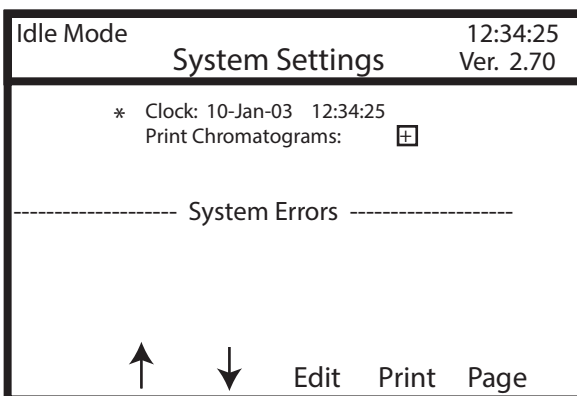 Idle Mode 12:34:25
System Settings Ver. 2.70
* Clock: 10-Jan-03 12:34:25
Print Chromatograms: +
------------------- System Errors -------------------
↑ ↓ Edit Print Page